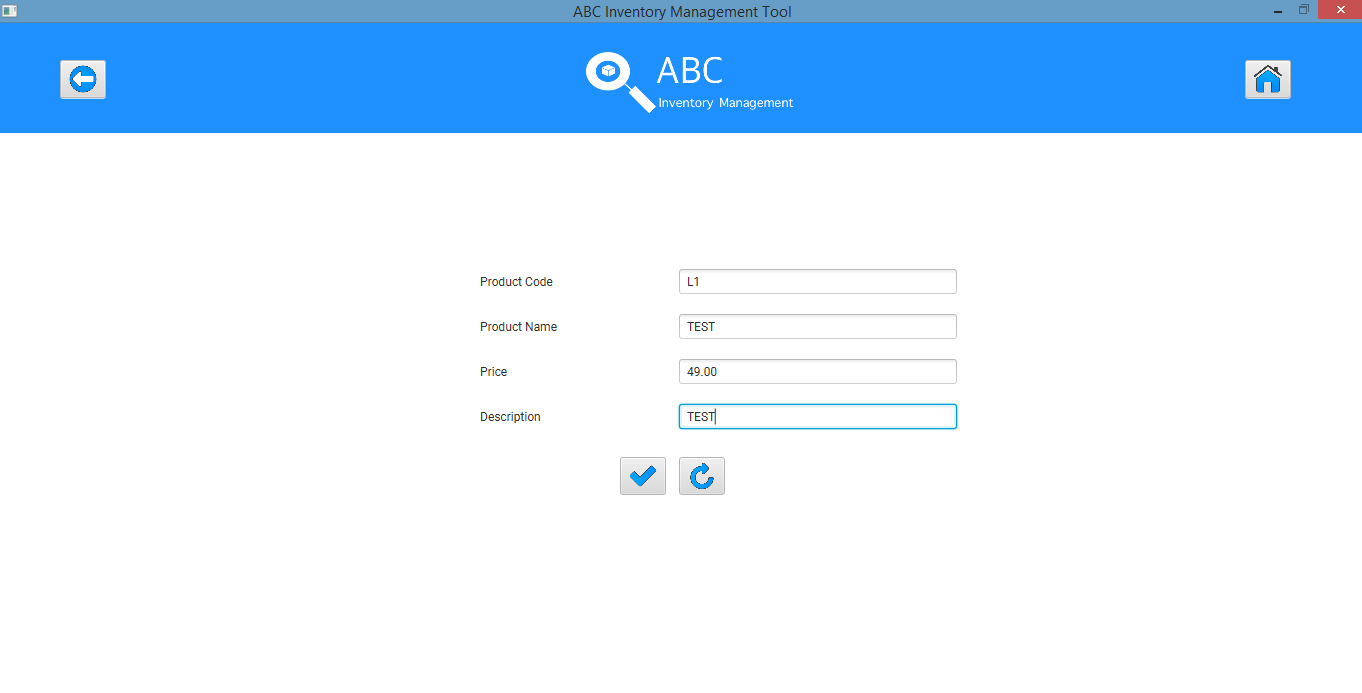 ABC Inventory Management Tool
ABC
Inventory Management
Product Code L1
Product Name TEST
Price 49.00
Description TEST